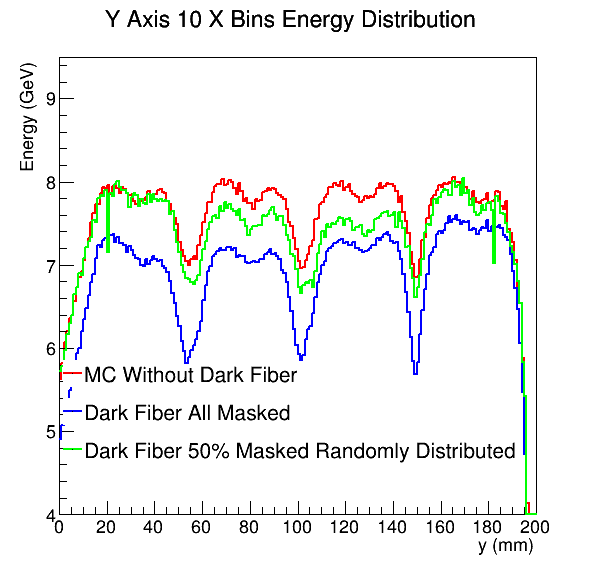 Y Axis 10 X Bins Energy Distribution
Energy (GeV)
9
8
7
6
5
4
MC Without Dark Fiber
Dark Fiber All Masked
Dark Fiber 50% Masked Randomly Distributed
0 20 40 60 80 100 120 140 160 180 200
y (mm)